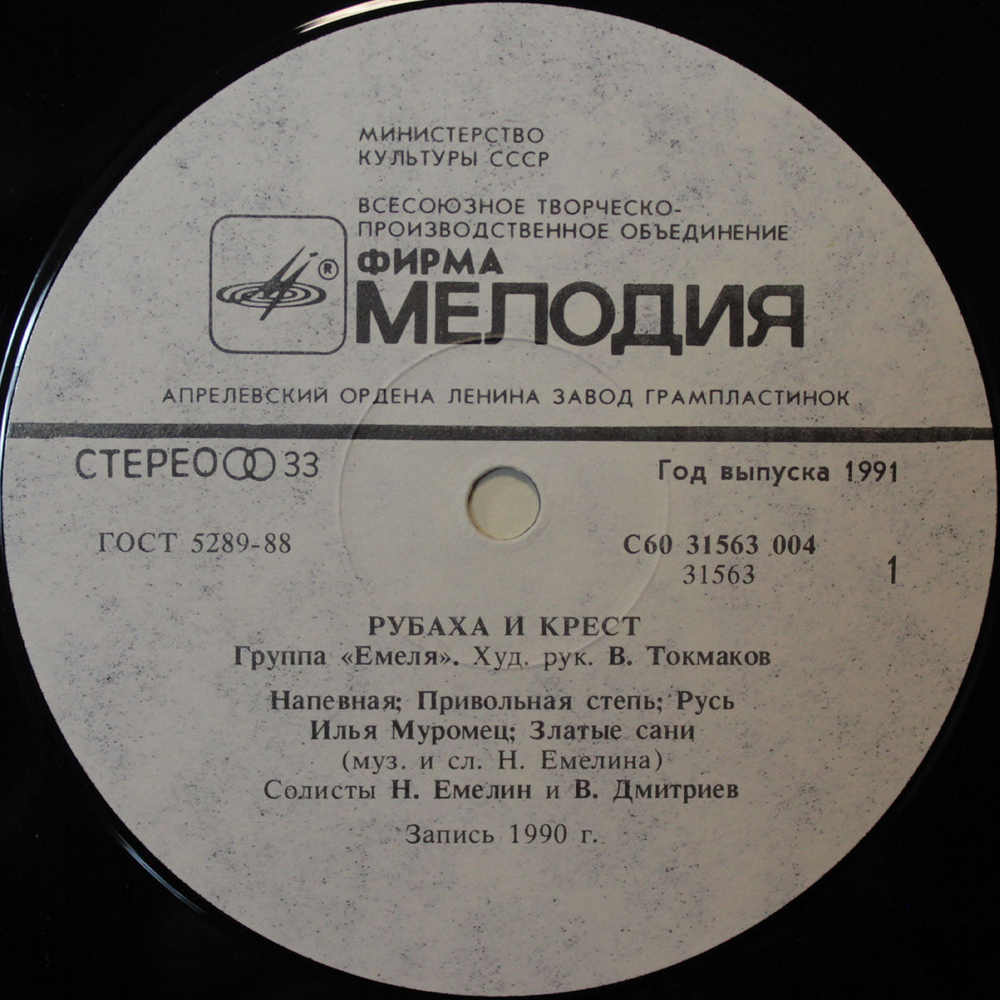 МИНИСТЕРСТВО
КУЛЬТУРЫ СССР
ВСЕСОЮЗНОЕ ТВОРЧЕСКО-
ПРОИЗВОДСТВЕННОЕ ОБЪЕДИНЕНИЕ
ФИРМА
®
МЕЛОДИЯ
АПРЕЛЕВСКИЙ ОРДЕНА ЛЕНИНА ЗАВОД ГРАМПЛАСТИНОК
СТЕРЕО 33
Год выпуска 1991
ГОСТ 5289-88
С60 31563 004
31563
1
РУБАХА И КРЕСТ
Группа «Емеля». Худ. рук. В. Токмаков
Напевная; Привольная степь; Русь
Илья Муромец; Златые сани
(муз. и сл. Н. Емелина)
Солисты Н. Емелин и В. Дмитриев
Запись 1990 г.